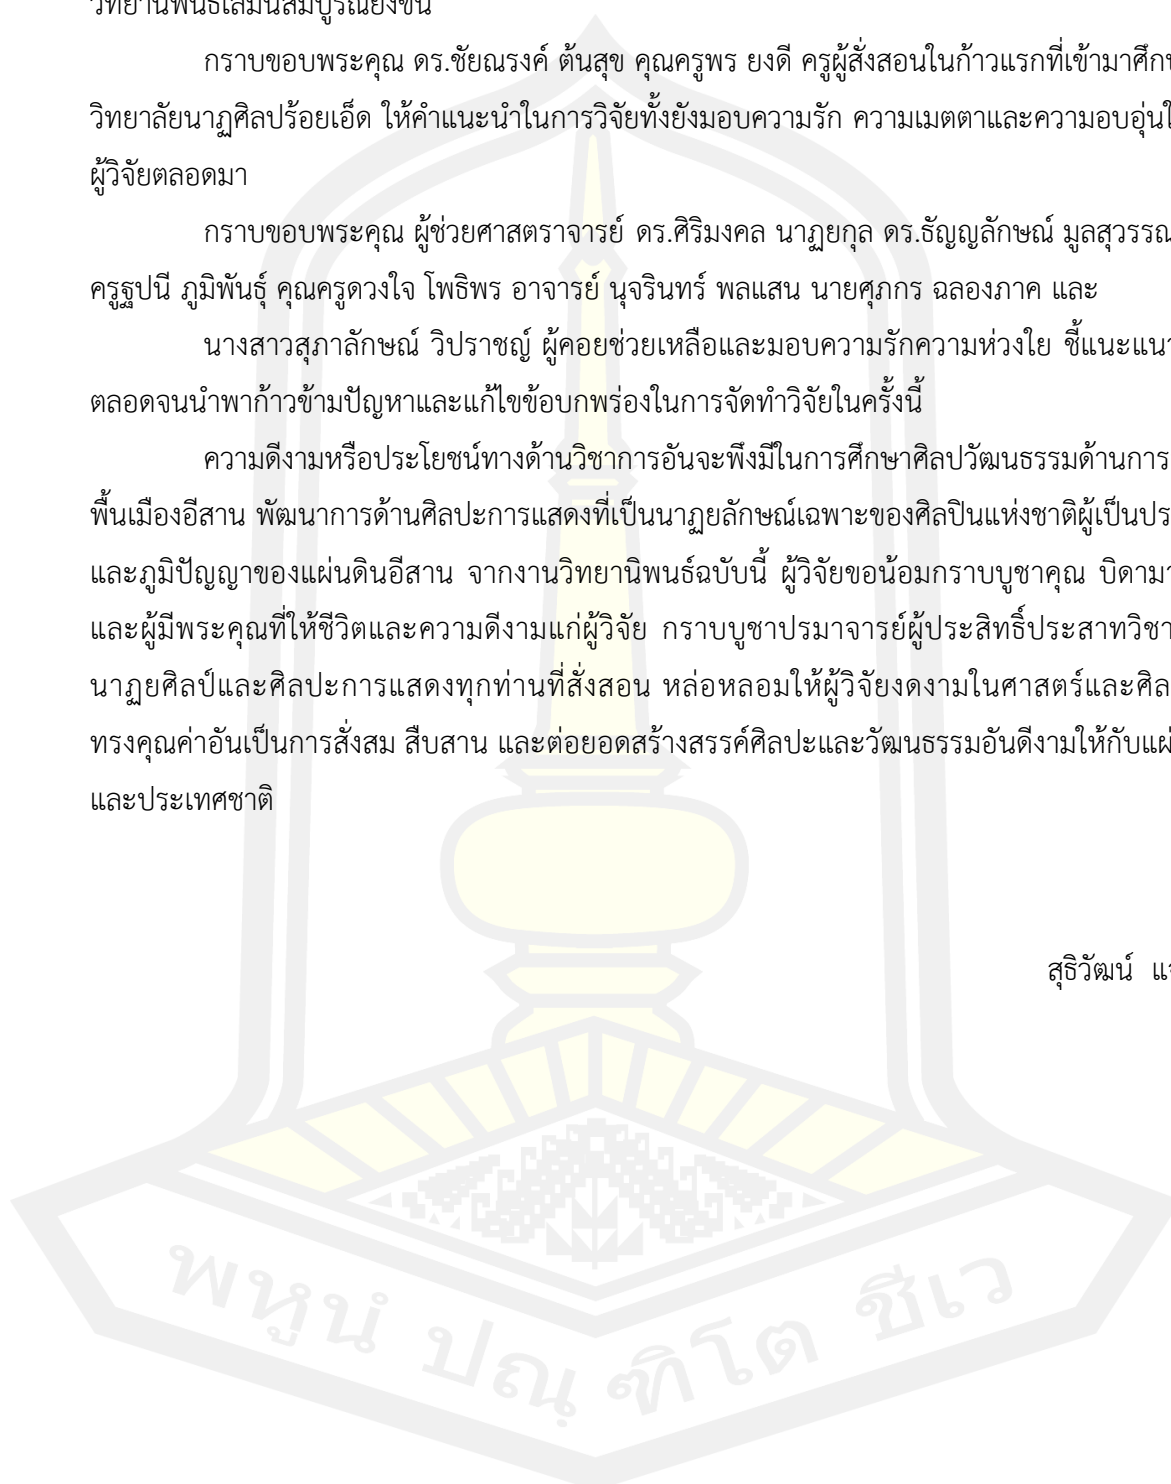 วิทยานิพนธ์เล่มนี้สมบูรณ์ยิ่งขึ้น
กราบขอบพระคุณ ดร.ชัยณรงค์ ต้นสุข คุณครูพร ยงดี ครูผู้สั่งสอนในก้าวแรกที่เข้ามาศึกษ
วิทยาลัยนาฏศิลปร้อยเอ็ด ให้คำแนะนำในการวิจัยทั้งยังมอบความรัก ความเมตตาและความอบอุ่นใ
ผู้วิจัยตลอดมา
กราบขอบพระคุณ ผู้ช่วยศาสตราจารย์ ดร.ศิริมงคล นาฏยกุล ดร.ธัญญลักษณ์ มูลสุวรรณ
ครูฐปนี ภูมิพันธุ์ คุณครูดวงใจ โพธิพร อาจารย์ นุจรินทร์ พลแสน นายศุภกร ฉลองภาค และ
นางสาวสุภาลักษณ์ วิปราชญ์ ผู้คอยช่วยเหลือและมอบความรักความห่วงใย ชี้แนะแนว
ตลอดจนนำพาก้าวข้ามปัญหาและแก้ไขข้อบกพร่องในการจัดทำวิจัยในครั้งนี้
ความดีงามหรือประโยชน์ทางด้านวิชาการอันจะพึงมีในการศึกษาศิลปวัฒนธรรมด้านการ
พื้นเมืองอีสาน พัฒนาการด้านศิลปะการแสดงที่เป็นนาฏยลักษณ์เฉพาะของศิลปินแห่งชาติผู้เป็นปร
และภูมิปัญญาของแผ่นดินอีสาน จากงานวิทยานิพนธ์ฉบับนี้ ผู้วิจัยขอน้อมกราบบูชาคุณ บิดามา
และผู้มีพระคุณที่ให้ชีวิตและความดีงามแก่ผู้วิจัย กราบบูชาปรมาจารย์ผู้ประสิทธิ์ประสาทวิชา
นาฏยศิลป์และศิลปะการแสดงทุกท่านที่สั่งสอน หล่อหลอมให้ผู้วิจัยงดงามในศาสตร์และศิล
ทรงคุณค่าอันเป็นการสั่งสม สืบสาน และต่อยอดสร้างสรรค์ศิลปะและวัฒนธรรมอันดีงามให้กับแผ่
และประเทศชาติ
สุธิวัฒน์ แจ
พหูนํ ปณฺฑิโต ชีเว